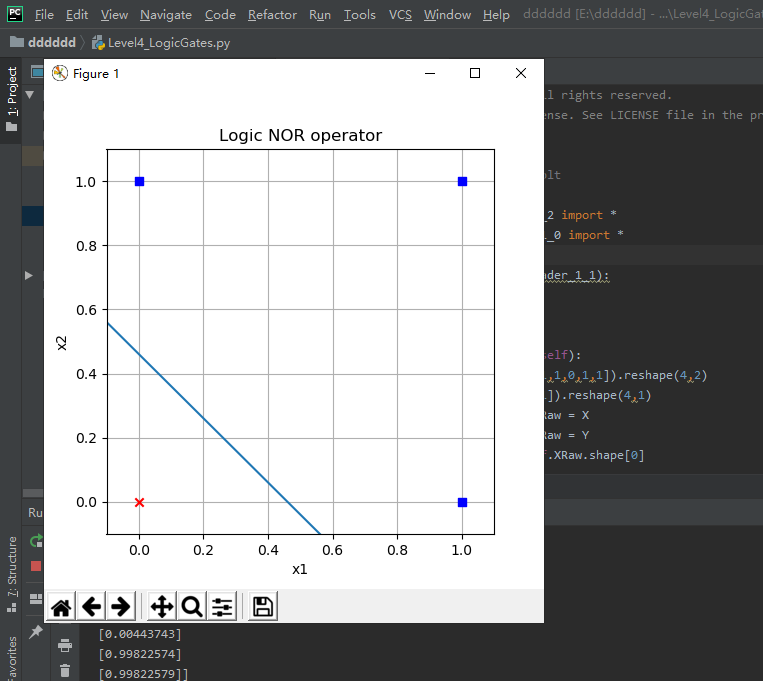 PC File Edit View Navigate Code Refactor Run Tools VCS Window Help dddddd [E:\dddddd] - ...\Level4_LogicGa
dddddd Level4_LogicGates.py
1: Project
Figure 1
ll rights reserved.
ense. See LICENSE file in the pr
olt
_2 import *
_0 import *
ader_1_1):
self):
,1,0,1,1]).reshape(4,2)
]).reshape(4,1)
Raw = X
Raw = Y
f.XRaw.shape[0]
Logic NOR operator
1.0
0.8
0.6
0.4
0.2
0.0
x2
0.0 0.2 0.4 0.6 0.8 1.0
x1
Ru
7: Structure
Favorites
[0.00443743]
[0.99822574]
[0.99822579]]